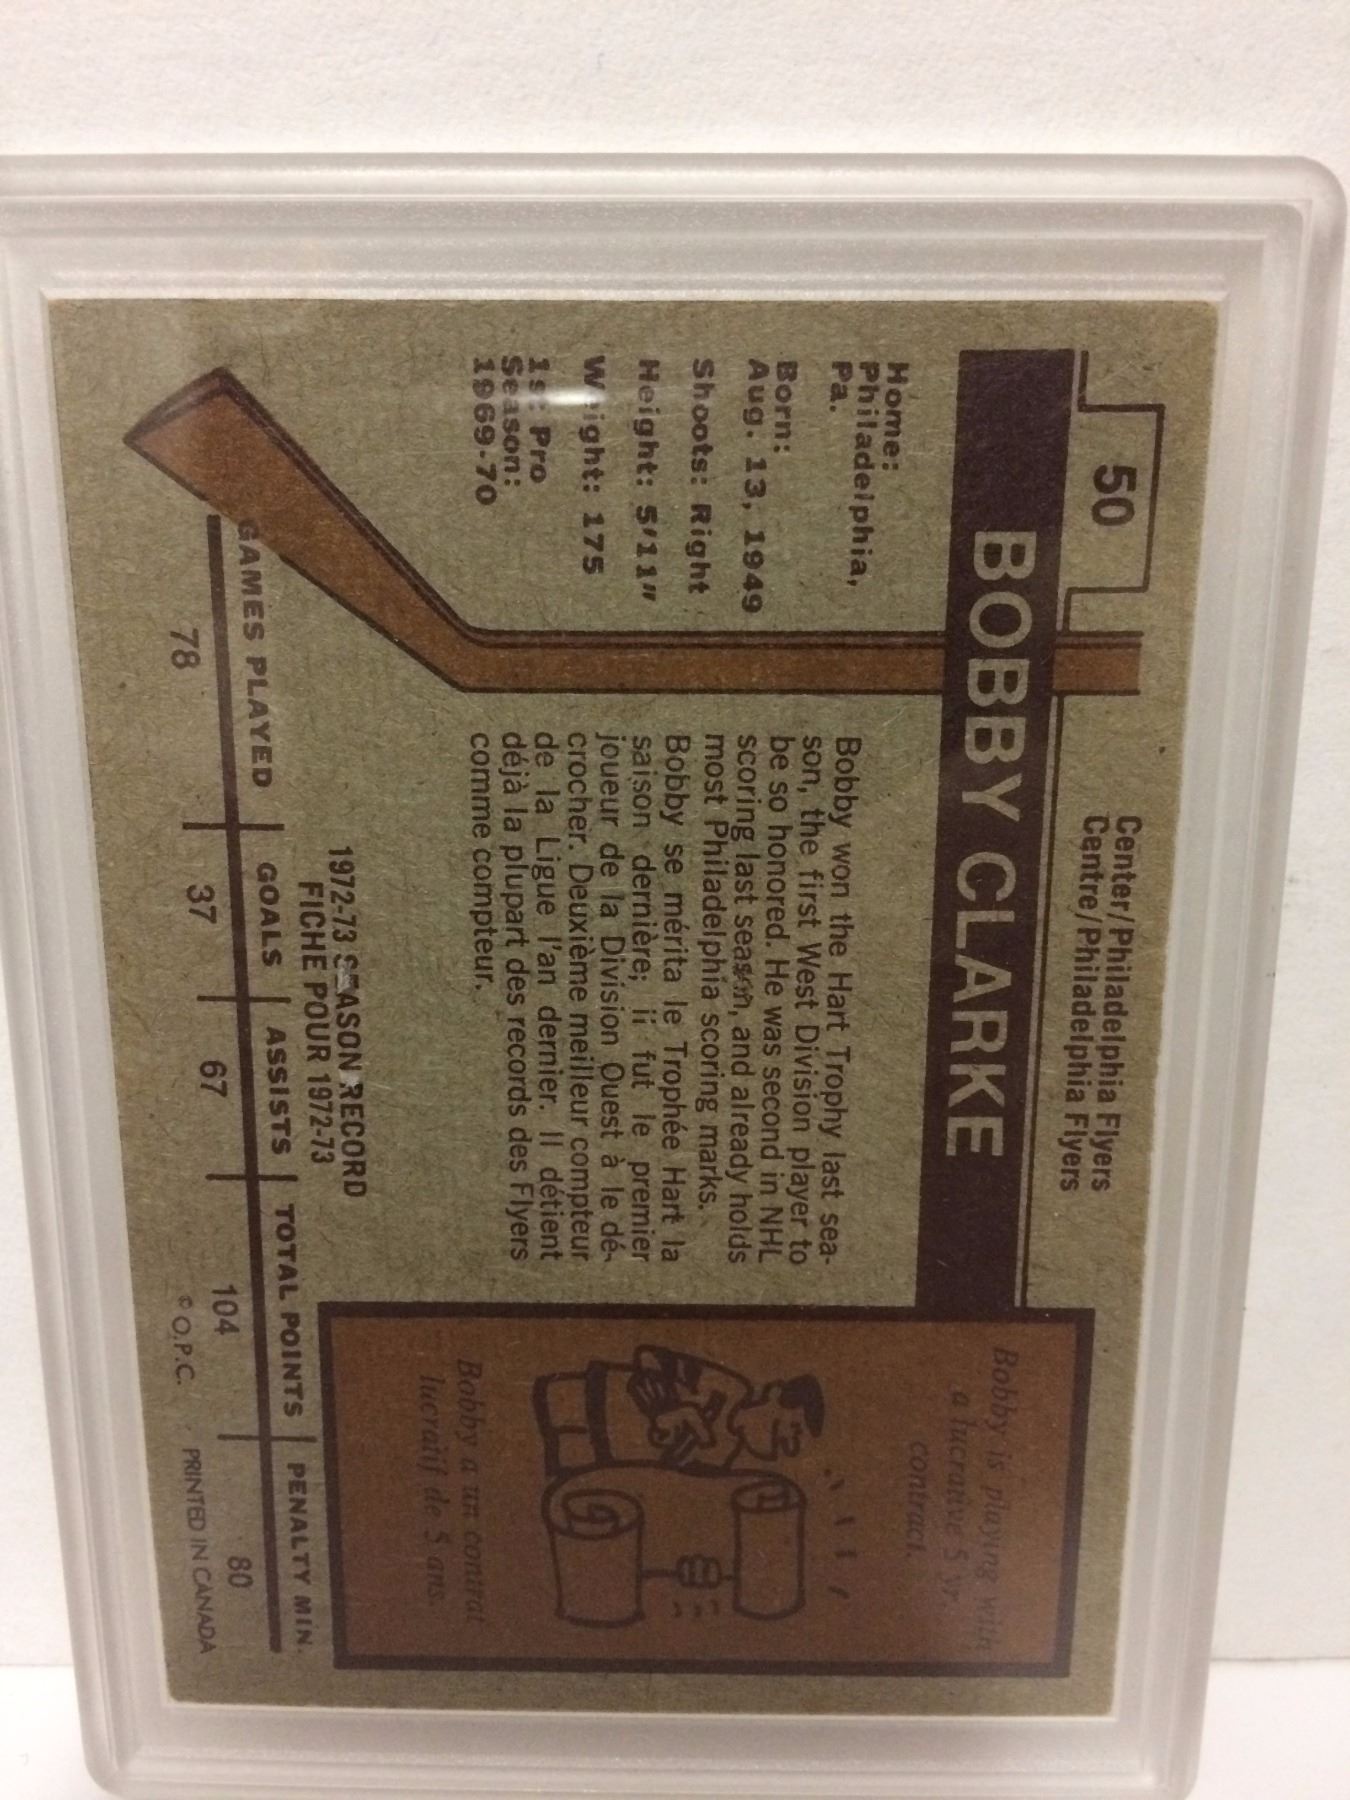 50
Center/Philadelphia Flyers
Centre/Philadelphia Flyers
BOBBY CLARKE
Home:
Philadelphia,
Pa.
Born:
Aug. 13, 1949
Shoots: Right
Height: 5'11"
Weight: 175
1st Pro
Season:
1969-70
Bobby won the Hart Trophy last sea-
son, the first West Division player to
be so honored. He was second in NHL
scoring last season, and already holds
most Philadelphia scoring marks.
Bobby se mérita le Trophée Hart la
saison dernière; il fut le premier
joueur de la Division Ouest à le dé-
crocher. Deuxième meilleur compteur
de la Ligue l'an dernier. Il détient
déjà la plupart des records des Flyers
comme compteur.
Bobby is playing with
a lucrative 5 yr.
contract.
Bobby a un contrat
lucratif de 5 ans.
1972-73 SEASON RECORD
FICHE POUR 1972-73
GAMES PLAYED GOALS ASSISTS TOTAL POINTS PENALTY MIN.
78 37 67 104 80
© O.P.C. PRINTED IN CANADA